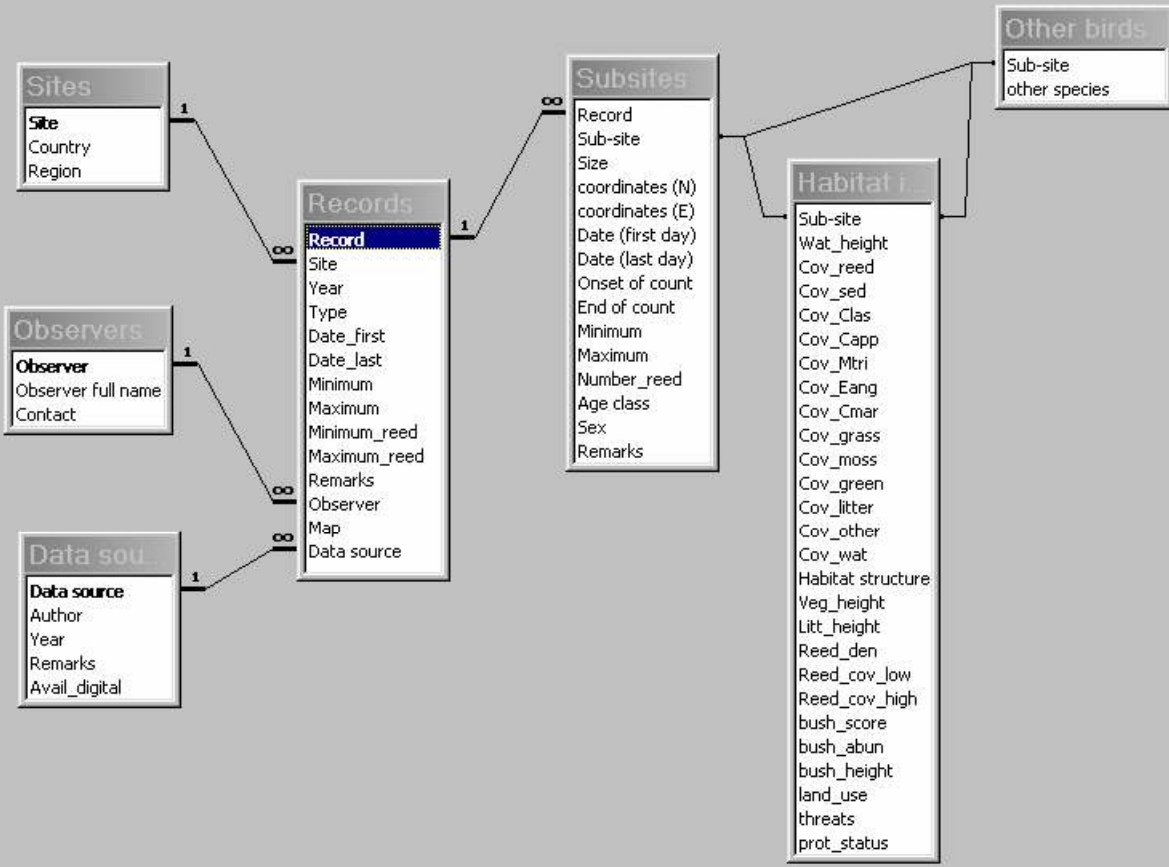 Sites
Site
Country
Region
1
∞
Observers
Observer
Observer full name
Contact
1
∞
Data sou...
Data source
Author
Year
Remarks
Avail_digital
1
∞
Records
Record
Site
Year
Type
Date_first
Date_last
Minimum
Maximum
Minimum_reed
Maximum_reed
Remarks
Observer
Map
Data source
1
∞
Subsites
Record
Sub-site
Size
coordinates (N)
coordinates (E)
Date (first day)
Date (last day)
Onset of count
End of count
Minimum
Maximum
Number_reed
Age class
Sex
Remarks
Habitat i...
Sub-site
Wat_height
Cov_reed
Cov_sed
Cov_Clas
Cov_Capp
Cov_Mtri
Cov_Eang
Cov_Cmar
Cov_grass
Cov_moss
Cov_green
Cov_litter
Cov_other
Cov_wat
Habitat structure
Veg_height
Litt_height
Reed_den
Reed_cov_low
Reed_cov_high
bush_score
bush_abun
bush_height
land_use
threats
prot_status
Other birds
Sub-site
other species